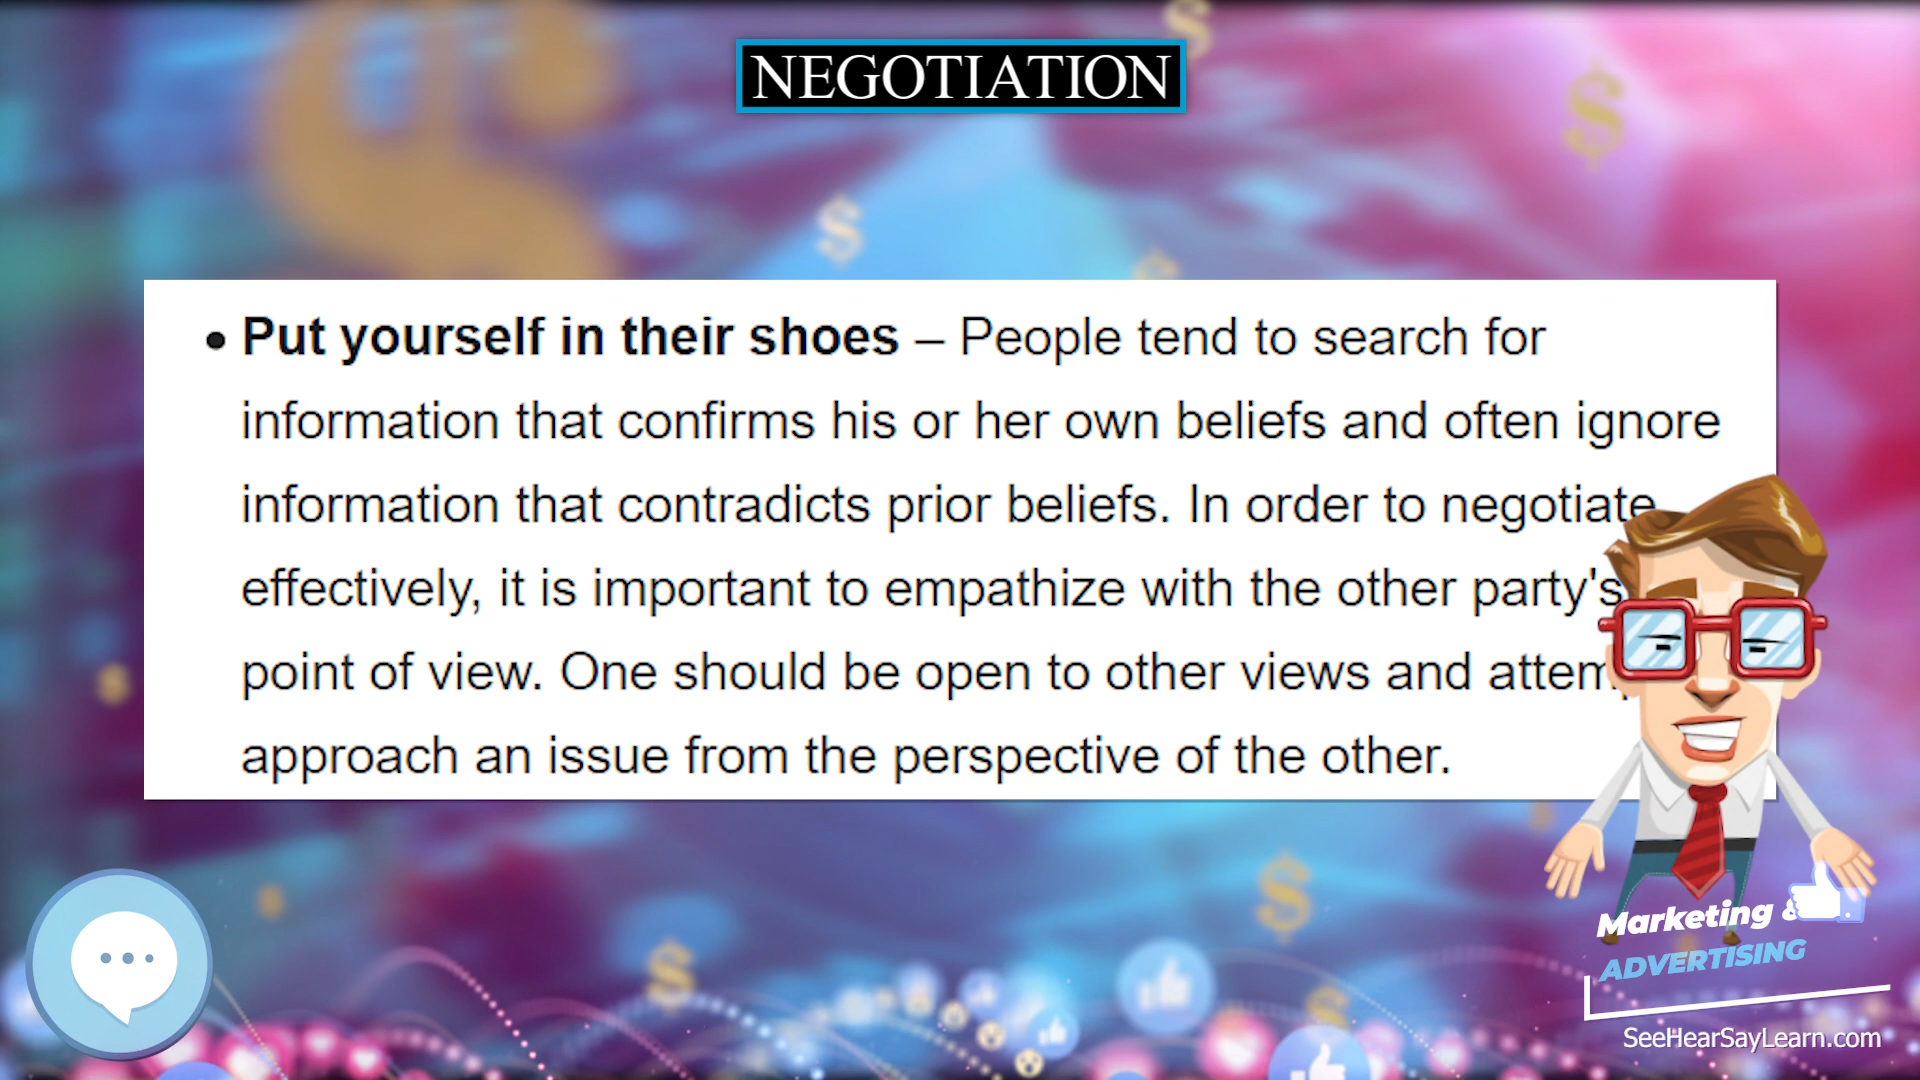 NEGOTIATION
• Put yourself in their shoes – People tend to search for
information that confirms his or her own beliefs and often ignore
information that contradicts prior beliefs. In order to negotiate
effectively, it is important to empathize with the other party's
point of view. One should be open to other views and
approach an issue from the perspective of the other.
Marketing &
ADVERTISING
SeeHearSayLearn.com